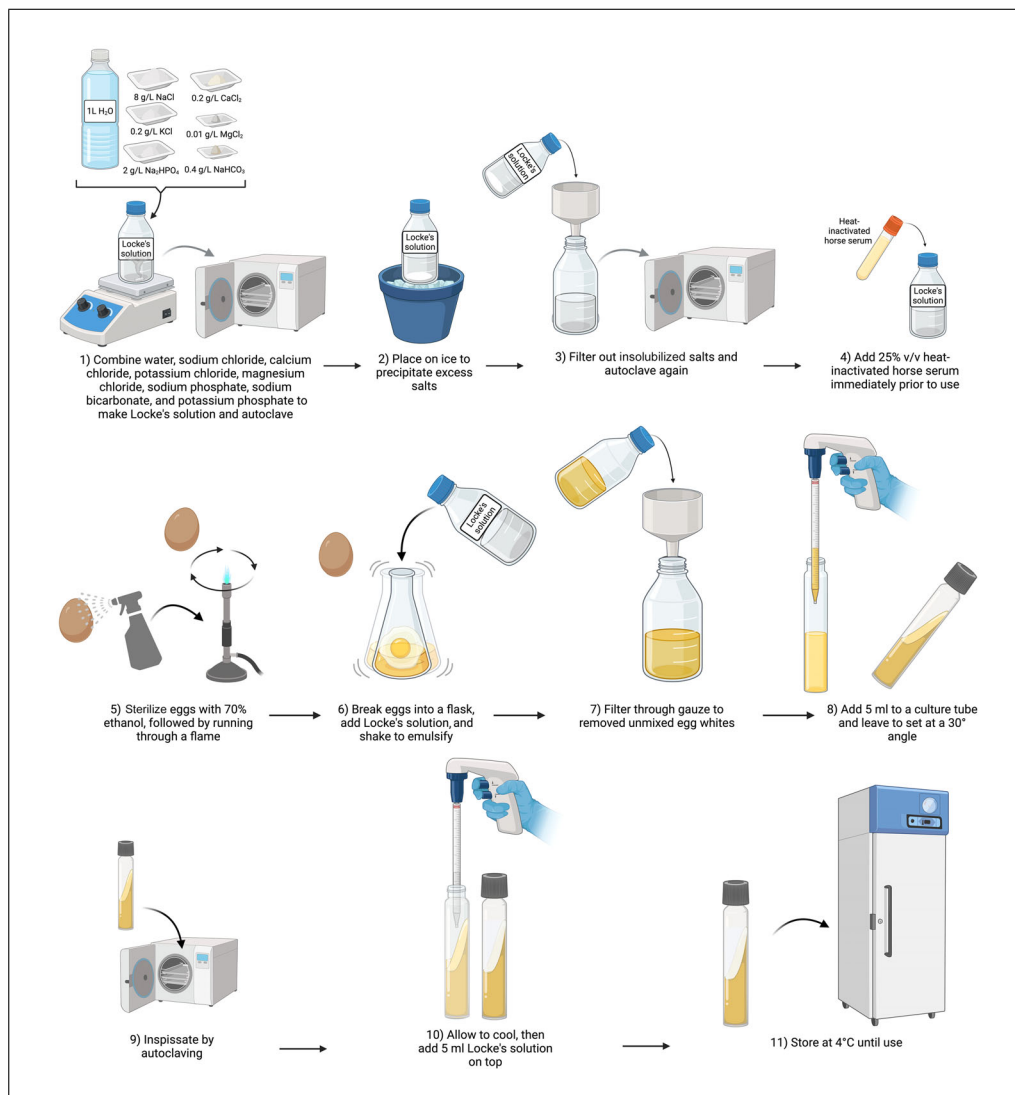 1L H₂O
8 g/L NaCl
0.2 g/L CaCl₂
0.2 g/L KCl
0.01 g/L MgCl₂
2 g/L Na₂HPO₄
0.4 g/L NaHCO₃
Locke's
solution
1) Combine water, sodium chloride, calcium
chloride, potassium chloride, magnesium
chloride, sodium phosphate, sodium
bicarbonate, and potassium phosphate to
make Locke's solution and autoclave
Locke's
solution
2) Place on ice to
precipitate excess
salts
Locke's
solution
3) Filter out insolubilized salts and
autoclave again
Heat-
inactivated
horse serum
Locke's
solution
4) Add 25% v/v heat-
inactivated horse serum
immediately prior to use
5) Sterilize eggs with 70%
ethanol, followed by running
through a flame
Locke's
solution
6) Break eggs into a flask,
add Locke's solution, and
shake to emulsify
7) Filter through gauze to
removed unmixed egg whites
8) Add 5 ml to a culture tube
and leave to set at a 30°
angle
9) Inspissate by
autoclaving
10) Allow to cool, then
add 5 ml Locke's solution
on top
11) Store at 4°C until use